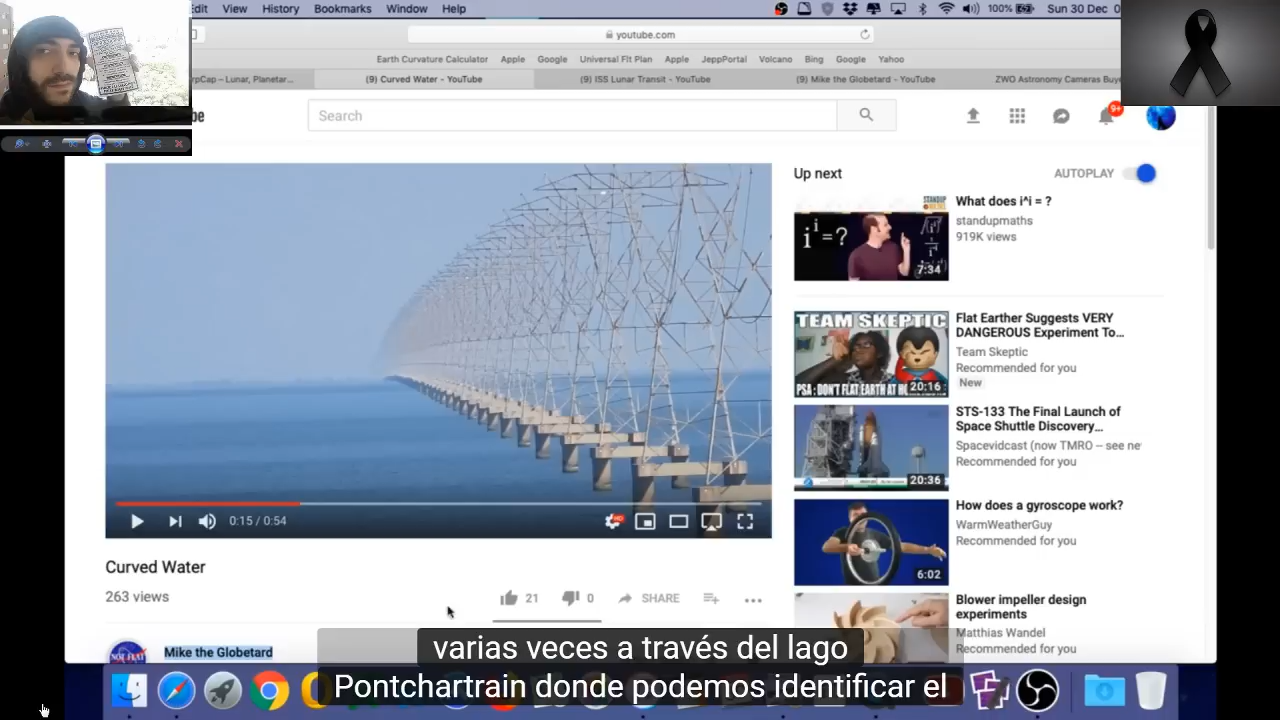 View History Bookmarks Window Help
100%
Sun 30 Dec
youtube.com
Earth Curvature Calculator Apple Google Universal Flt Plan Apple JeppPortal Volcano Bing Google Google Yahoo
(9) Curved Water - YouTube
(9) ISS Lunar Transit - YouTube
(9) Mike the Globetard - YouTube
ZWO Astronomy Cameras
Search
9+
Up next
AUTOPLAY
i^i = ?
7:34
What does i^i = ?
standupmaths
919K views
TEAM SKEPTIC
20:16
Flat Earther Suggests VERY
DANGEROUS Experiment To...
Team Skeptic
Recommended for you
New
20:36
STS-133 The Final Launch of
Space Shuttle Discovery...
Spacevidcast (now TMRO – see
Recommended for you
6:02
How does a gyroscope work?
WarmWeatherGuy
Recommended for you
Blower impeller design
experiments
Matthias Wandel
Recommended for you
0:15 / 0:54
HD
Curved Water
263 views
21
0
SHARE
Mike the Globetard
varias veces a través del lago
Pontchartrain donde podemos identificar el